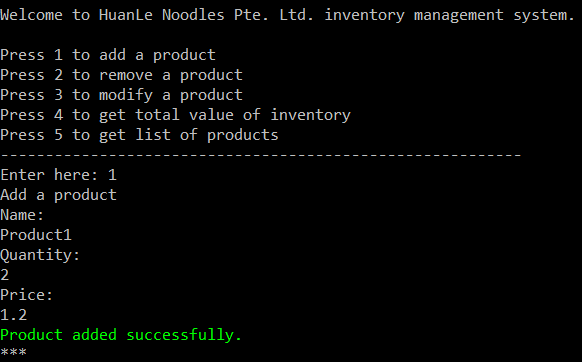 Welcome to HuanLe Noodles Pte. Ltd. inventory management system.
Press 1 to add a product
Press 2 to remove a product
Press 3 to modify a product
Press 4 to get total value of inventory
Press 5 to get list of products
----------------------------------------------------------
Enter here: 1
Add a product
Name:
Product1
Quantity:
2
Price:
1.2
Product added successfully.
***